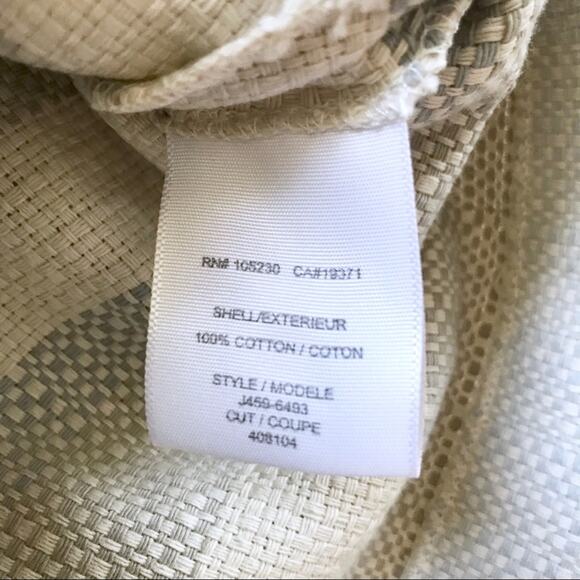 RN# 105230 CA#19371
SHELL/EXTERIEUR
100% COTTON / COTON
STYLE / MODELE
J459-6493
CUT / COUPE
408104